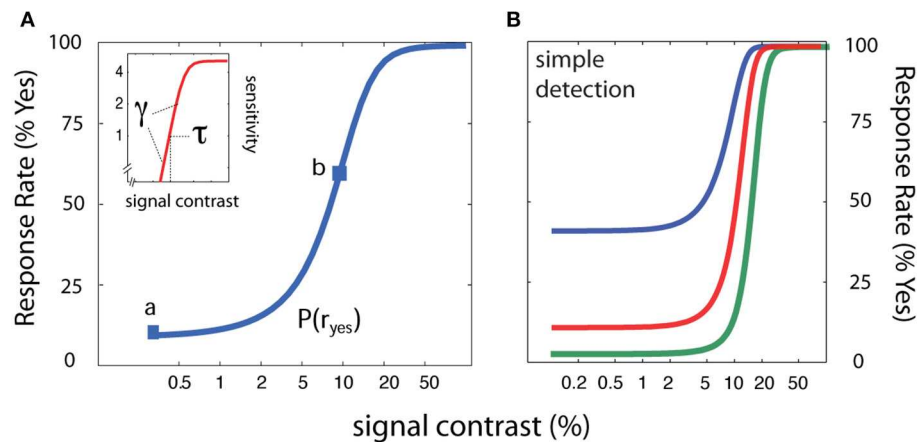 A
Response Rate (% Yes)
100
75
50
25
0
0.5 1 2 5 10 20 50
a
b
P(r_yes)
4
2
1
γ
τ
sensitivity
signal contrast
B
simple
detection
100
75
50
25
0
Response Rate (% Yes)
0.2 0.5 1 2 5 10 20 50
signal contrast (%)